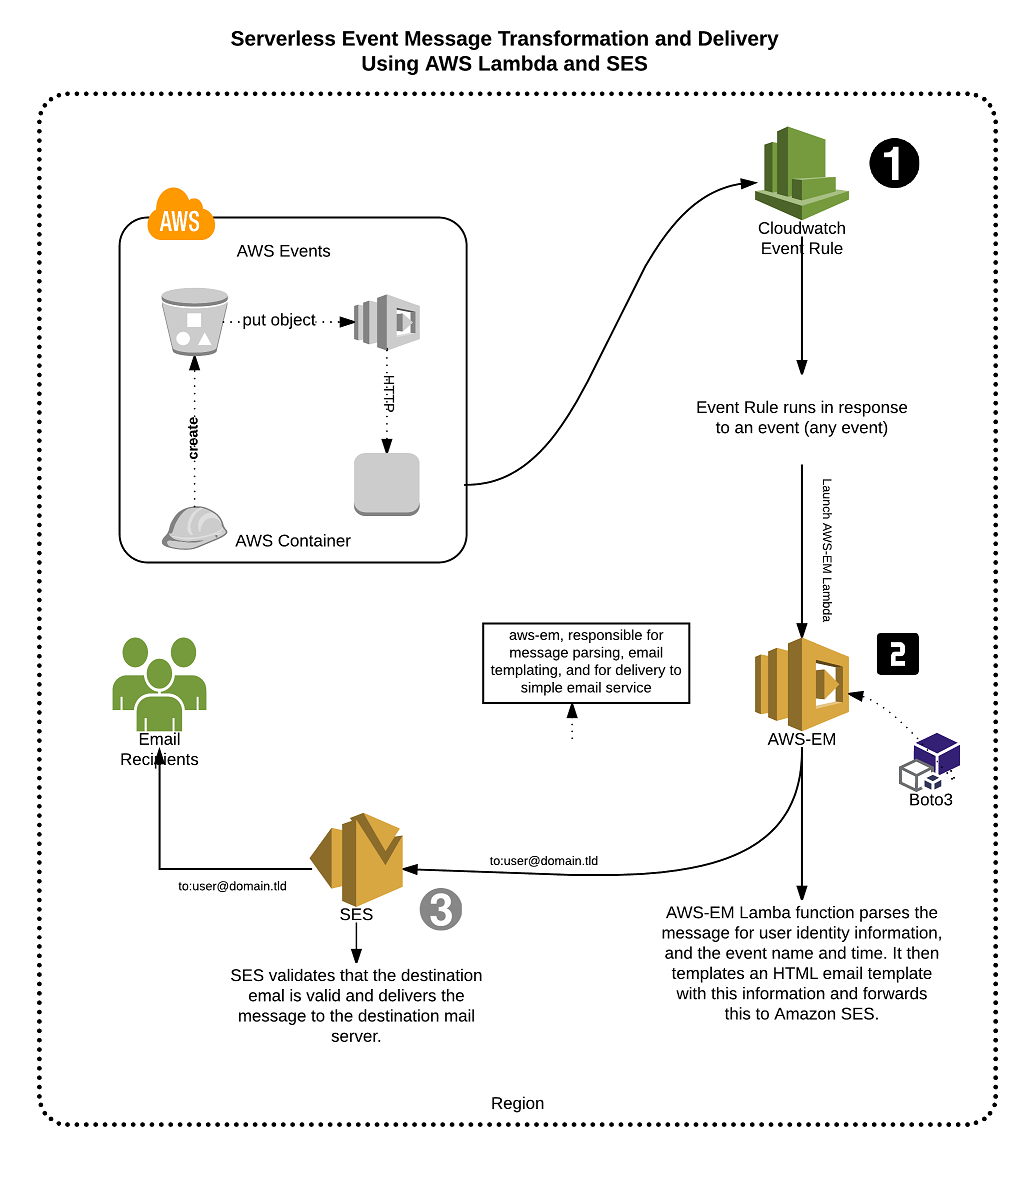 Serverless Event Message Transformation and Delivery
Using AWS Lambda and SES
1
Cloudwatch
Event Rule
AWS
AWS Events
put object
HTTP
create
AWS Container
Event Rule runs in response
to an event (any event)
Launch AWS-EM Lambda
aws-em, responsible for
message parsing, email
templating, and for delivery to
simple email service
2
AWS-EM
Boto3
Email
Recipients
to:user@domain.tld
to:user@domain.tld
SES
3
AWS-EM Lamba function parses the
message for user identity information,
and the event name and time. It then
templates an HTML email template
with this information and forwards
this to Amazon SES.
SES validates that the destination
emal is valid and delivers the
message to the destination mail
server.
Region